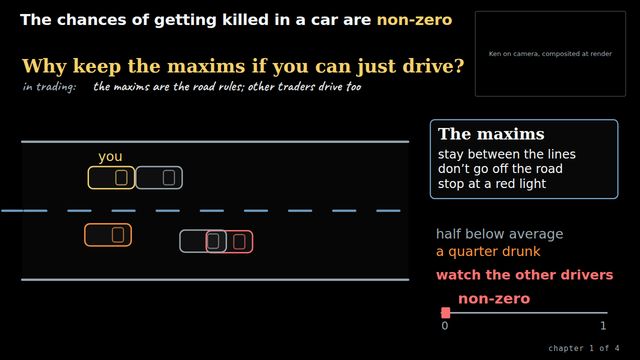 The chances of getting killed in a car are non-zero
Ken on camera, composited at render
Why keep the maxims if you can just drive?
in trading: the maxims are the road rules; other traders drive too
The maxims
stay between the lines
don’t go off the road
stop at a red light
you
half below average
a quarter drunk
watch the other drivers
non-zero
0 1
chapter 1 of 4